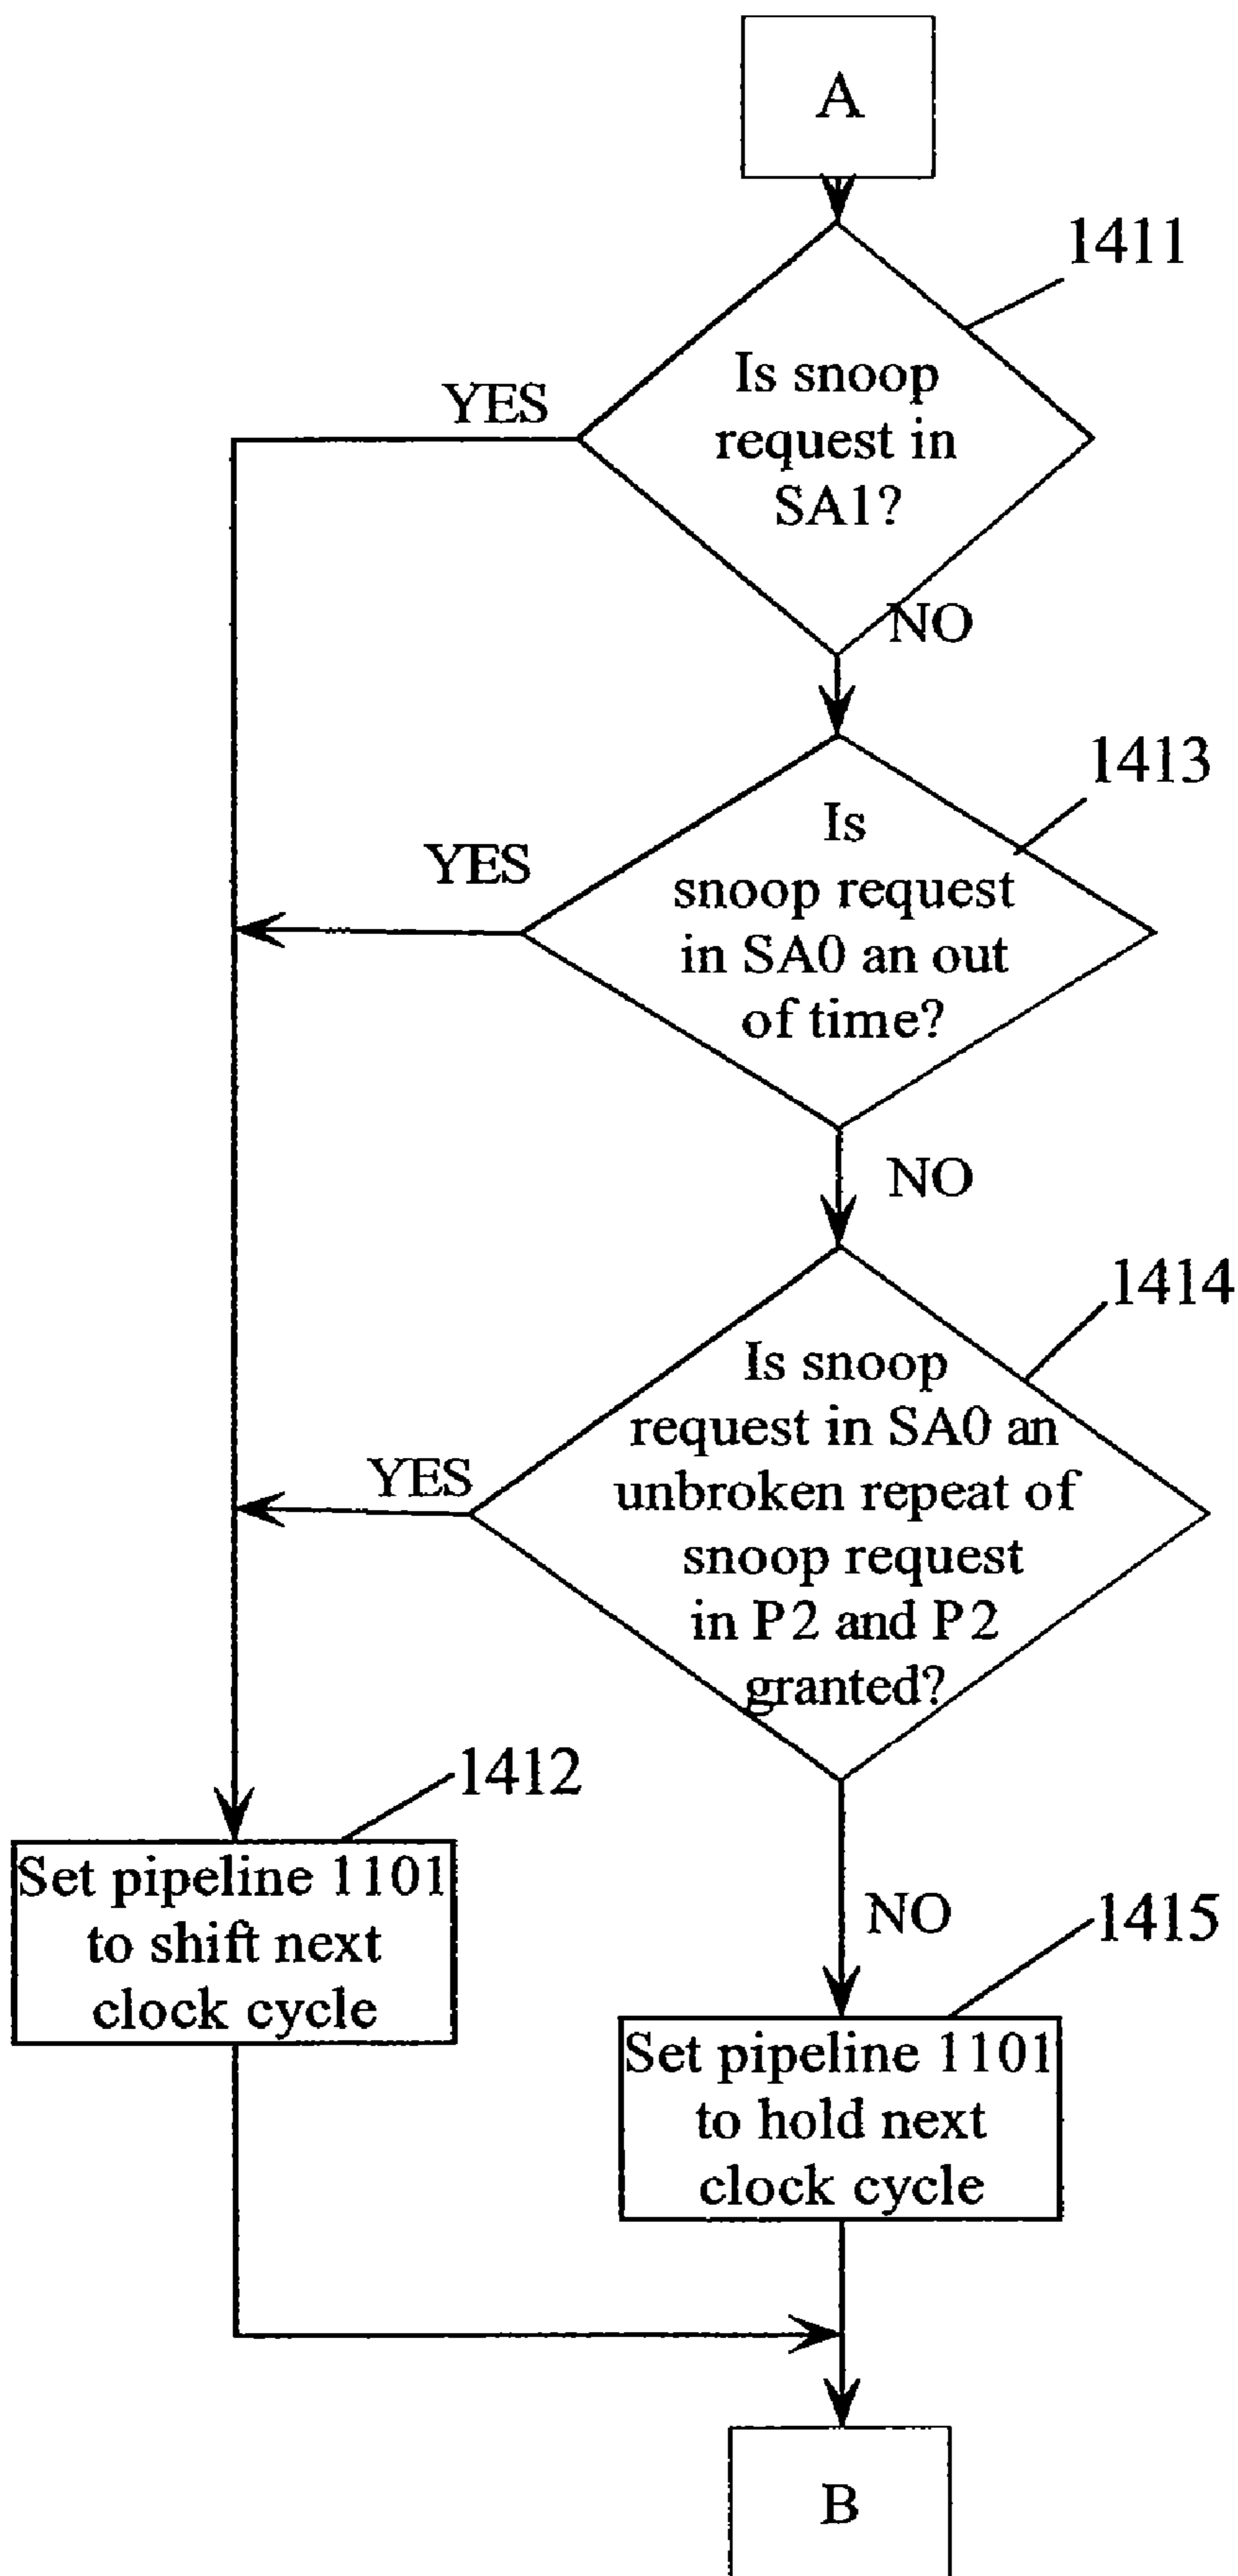 A
1411
Is snoop
request in
SA1?
YES
NO
1413
Is
snoop request
in SA0 an out
of time?
YES
NO
1414
Is snoop
request in SA0 an
unbroken repeat of
snoop request
in P2 and P2
granted?
YES
1412
Set pipeline 1101
to shift next
clock cycle
NO
1415
Set pipeline 1101
to hold next
clock cycle
B